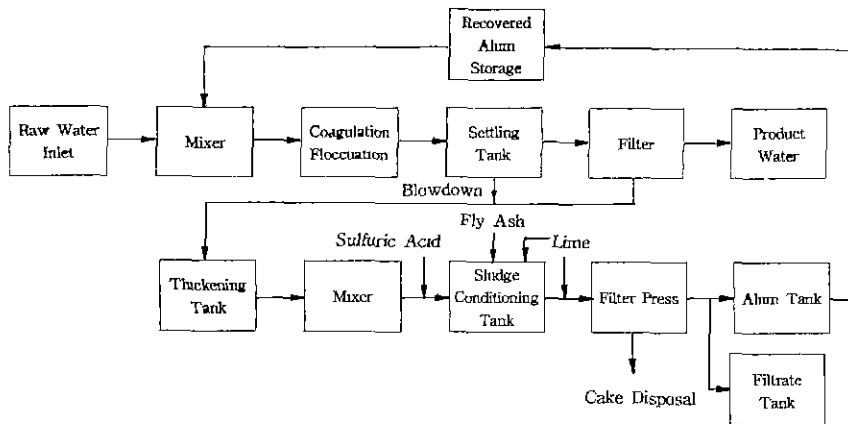 Recovered
Alum
Storage
Raw Water
Inlet
Mixer
Coagulation
Floccuation
Settling
Tank
Filter
Product
Water
Blowdown
Fly Ash
Sulfuric Acid
Lime
Thickening
Tank
Mixer
Sludge
Conditioning
Tank
Filter Press
Alum Tank
Cake Disposal
Filtrate
Tank